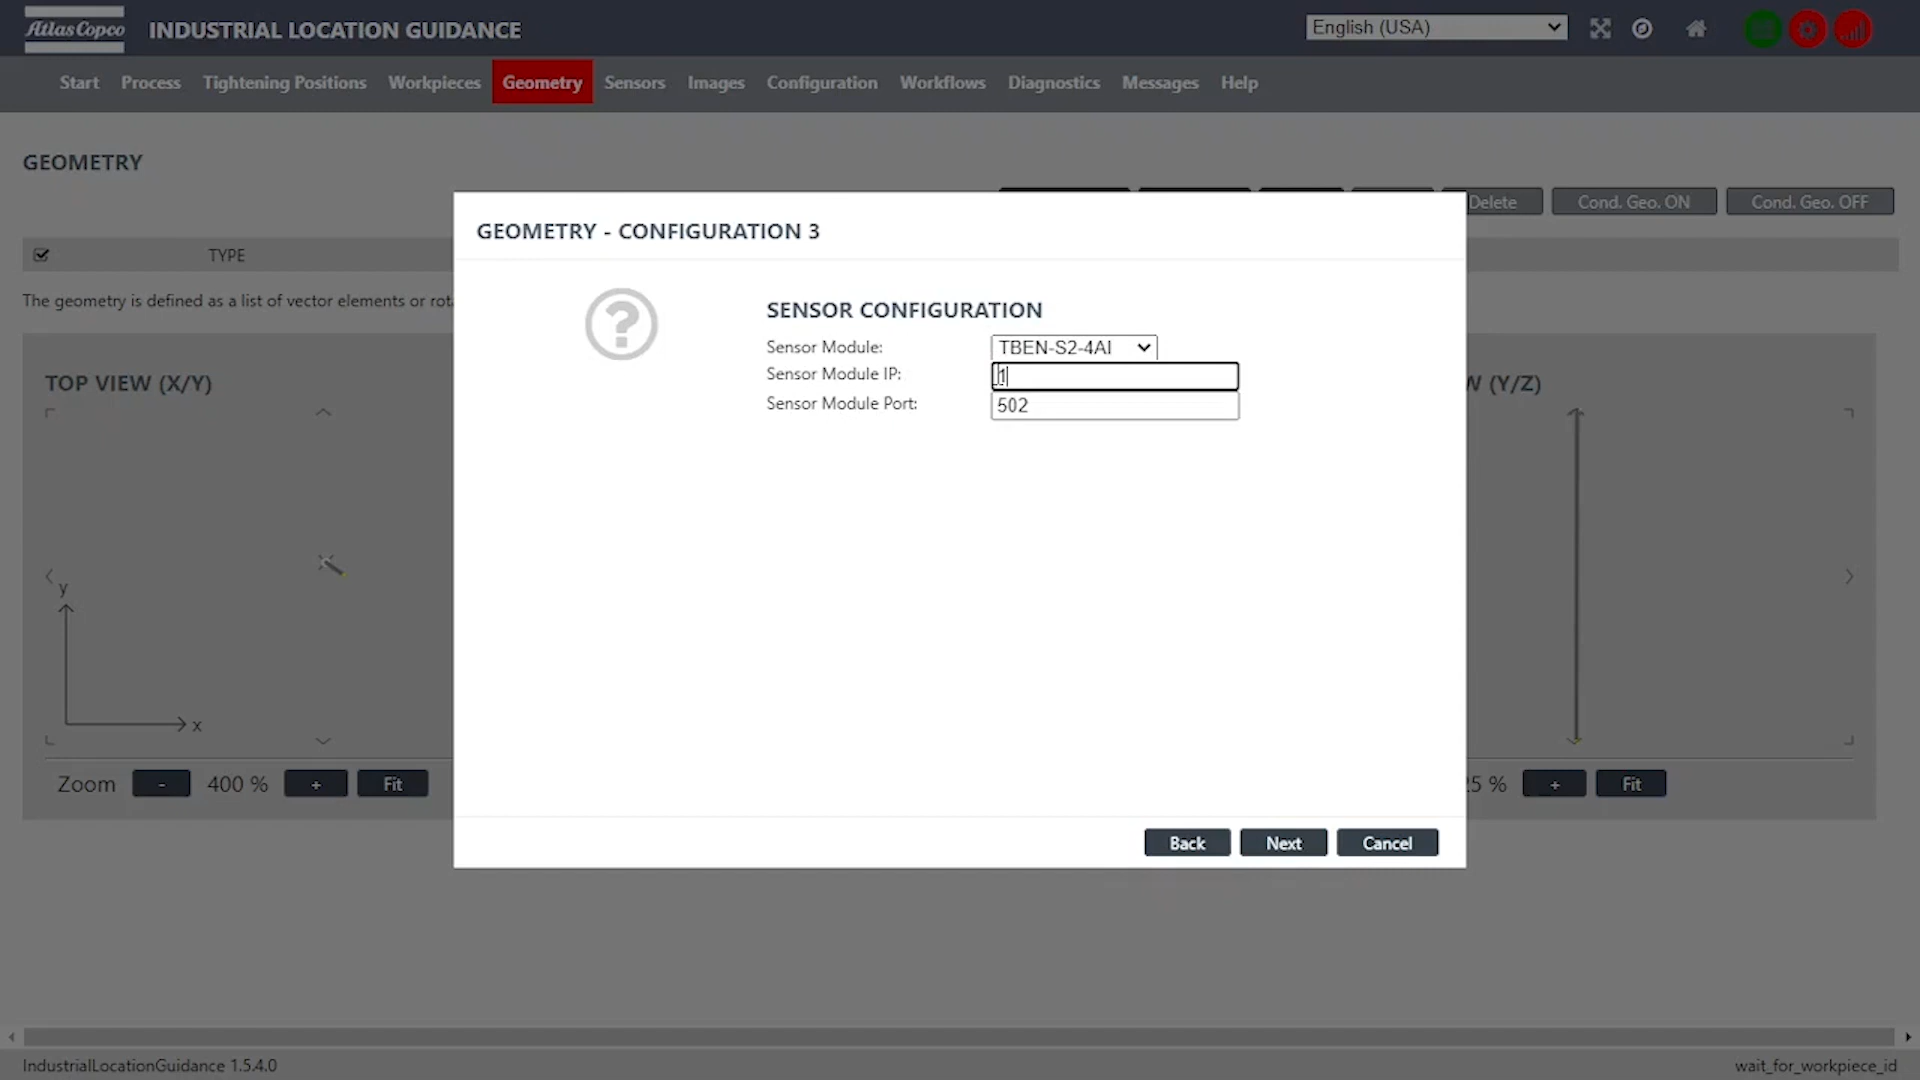 Atlas Copco INDUSTRIAL LOCATION GUIDANCE English (USA)
Start Process Tightening Positions Workpieces Geometry Sensors Images Configuration Workflows Diagnostics Messages Help
GEOMETRY
Delete Cond. Geo. ON Cond. Geo. OFF
GEOMETRY - CONFIGURATION 3
TYPE
The geometry is defined as a list of vector elements or rot
SENSOR CONFIGURATION
Sensor Module: TBEN-S2-4AI
Sensor Module IP: 1
Sensor Module Port: 502
TOP VIEW (X/Y)
W (Y/Z)
y
x
Zoom - 400 % + Fit
5 % + Fit
Back Next Cancel
IndustrialLocationGuidance 1.5.4.0
wait_for_workpiece_id